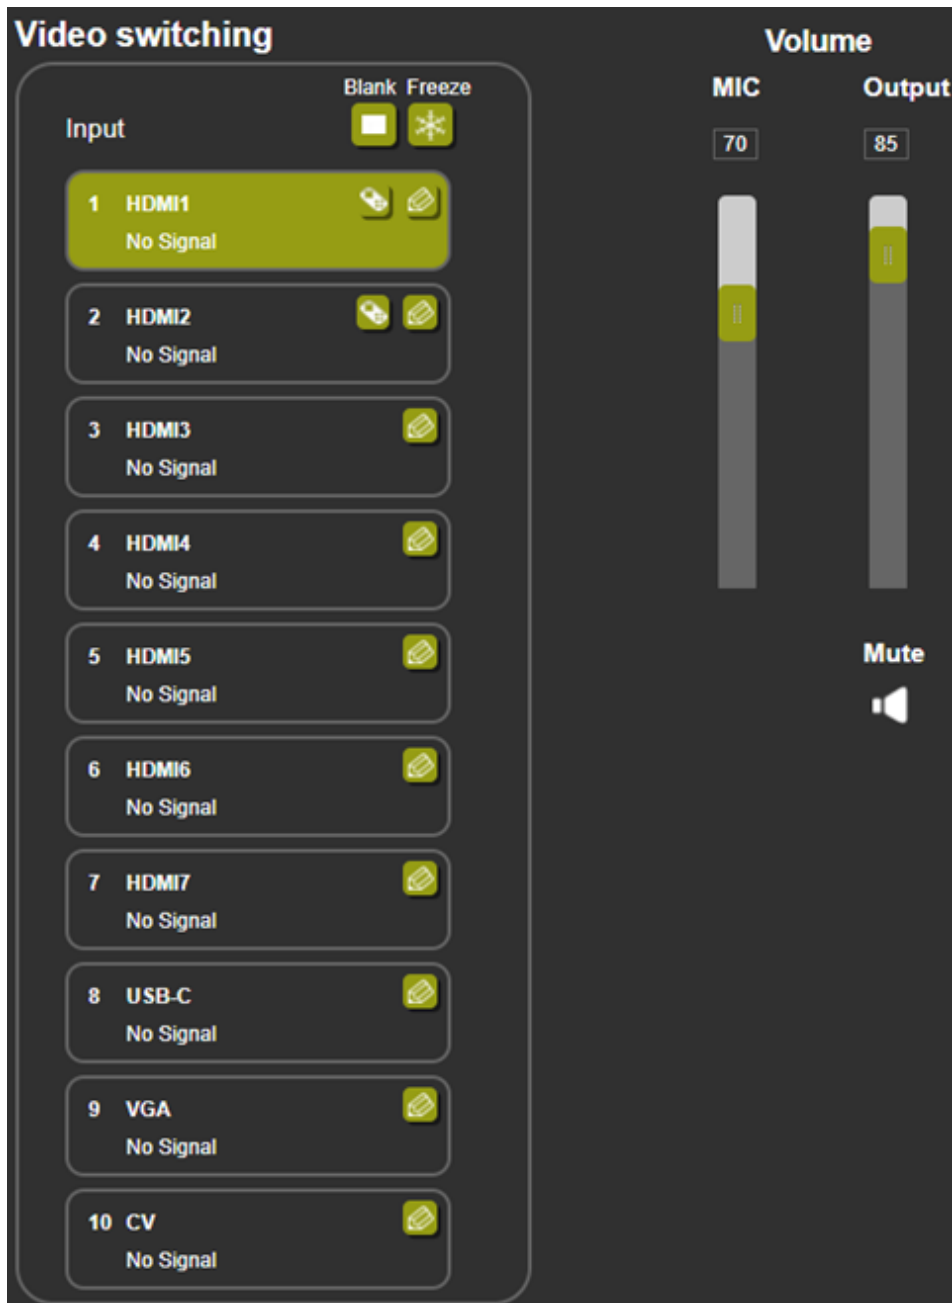 Video switching
Volume
Blank Freeze
MIC Output
Input
70 85
1 HDMI1
No Signal
2 HDMI2
No Signal
3 HDMI3
No Signal
4 HDMI4
No Signal
5 HDMI5
No Signal
Mute
6 HDMI6
No Signal
7 HDMI7
No Signal
8 USB-C
No Signal
9 VGA
No Signal
10 CV
No Signal